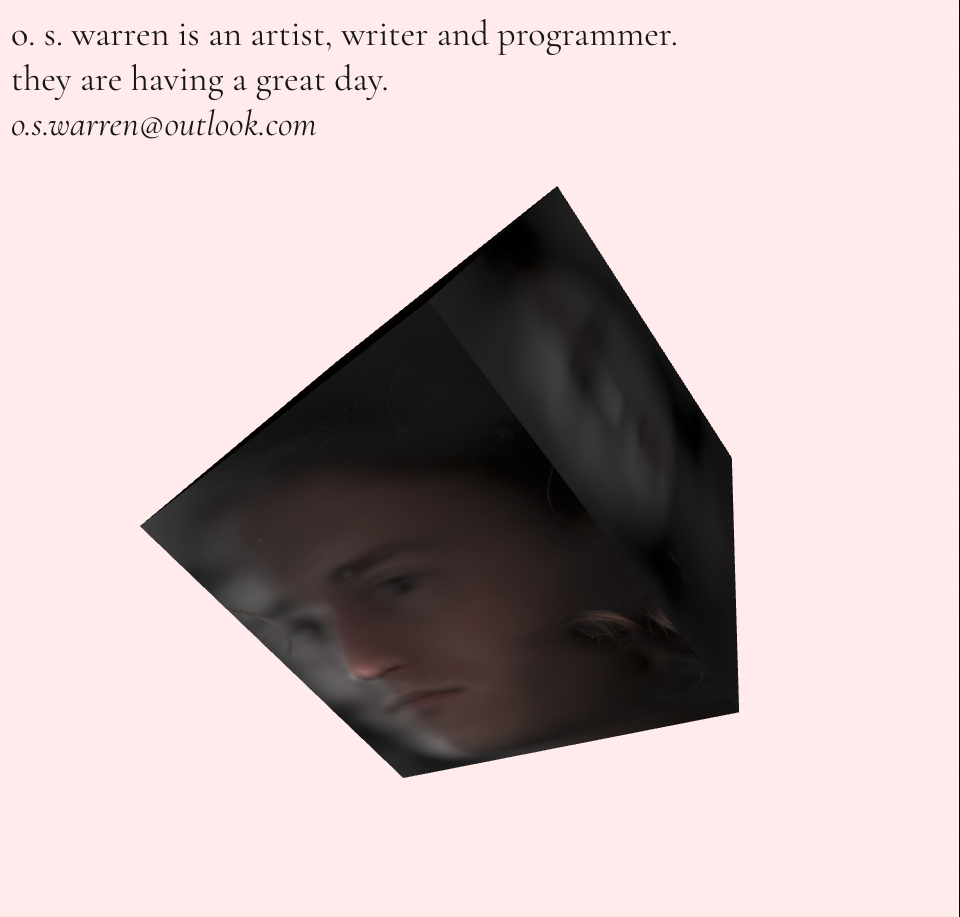 o. s. warren is an artist, writer and programmer.
they are having a great day.
o.s.warren@outlook.com